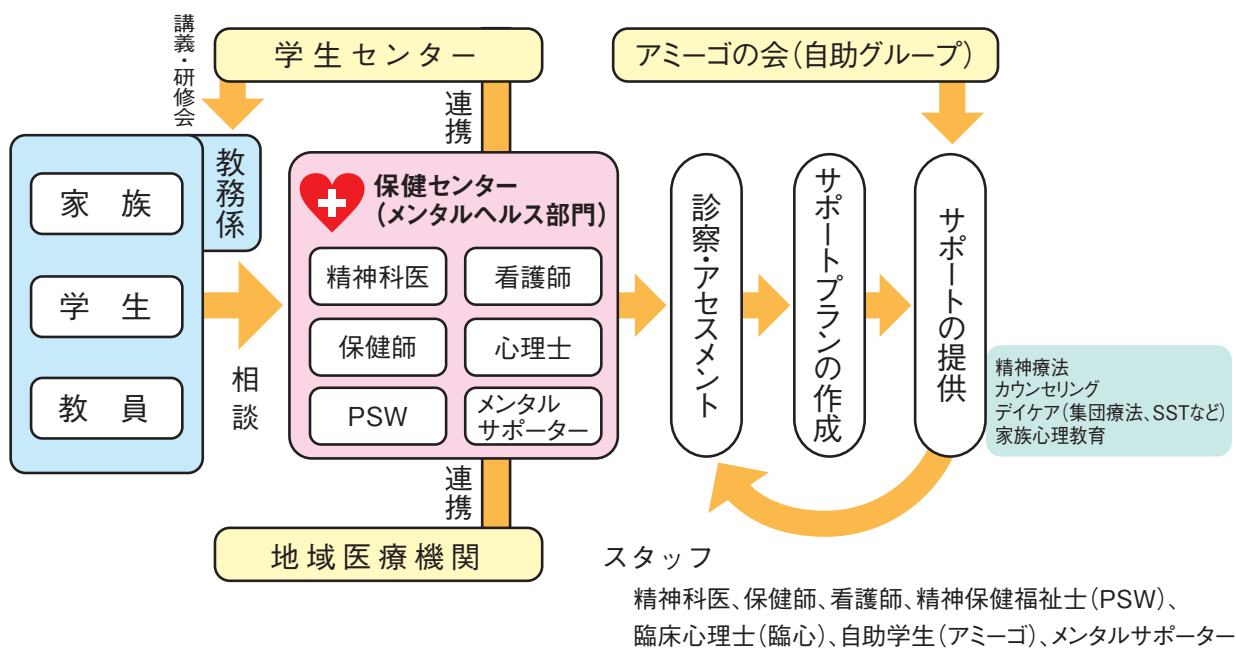 講義・研修会
学生センター
アミーゴの会(自助グループ)
連携
教務係
家族
学生
教員
相談
保健センター
(メンタルヘルス部門)
精神科医
看護師
保健師
心理士
PSW
メンタル
サポーター
診察・アセスメント
サポートプランの作成
サポートの提供
精神療法
カウンセリング
デイケア(集団療法、SSTなど)
家族心理教育
連携
地域医療機関
スタッフ
精神科医、保健師、看護師、精神保健福祉士(PSW)、
臨床心理士(臨心)、自助学生(アミーゴ)、メンタルサポーター